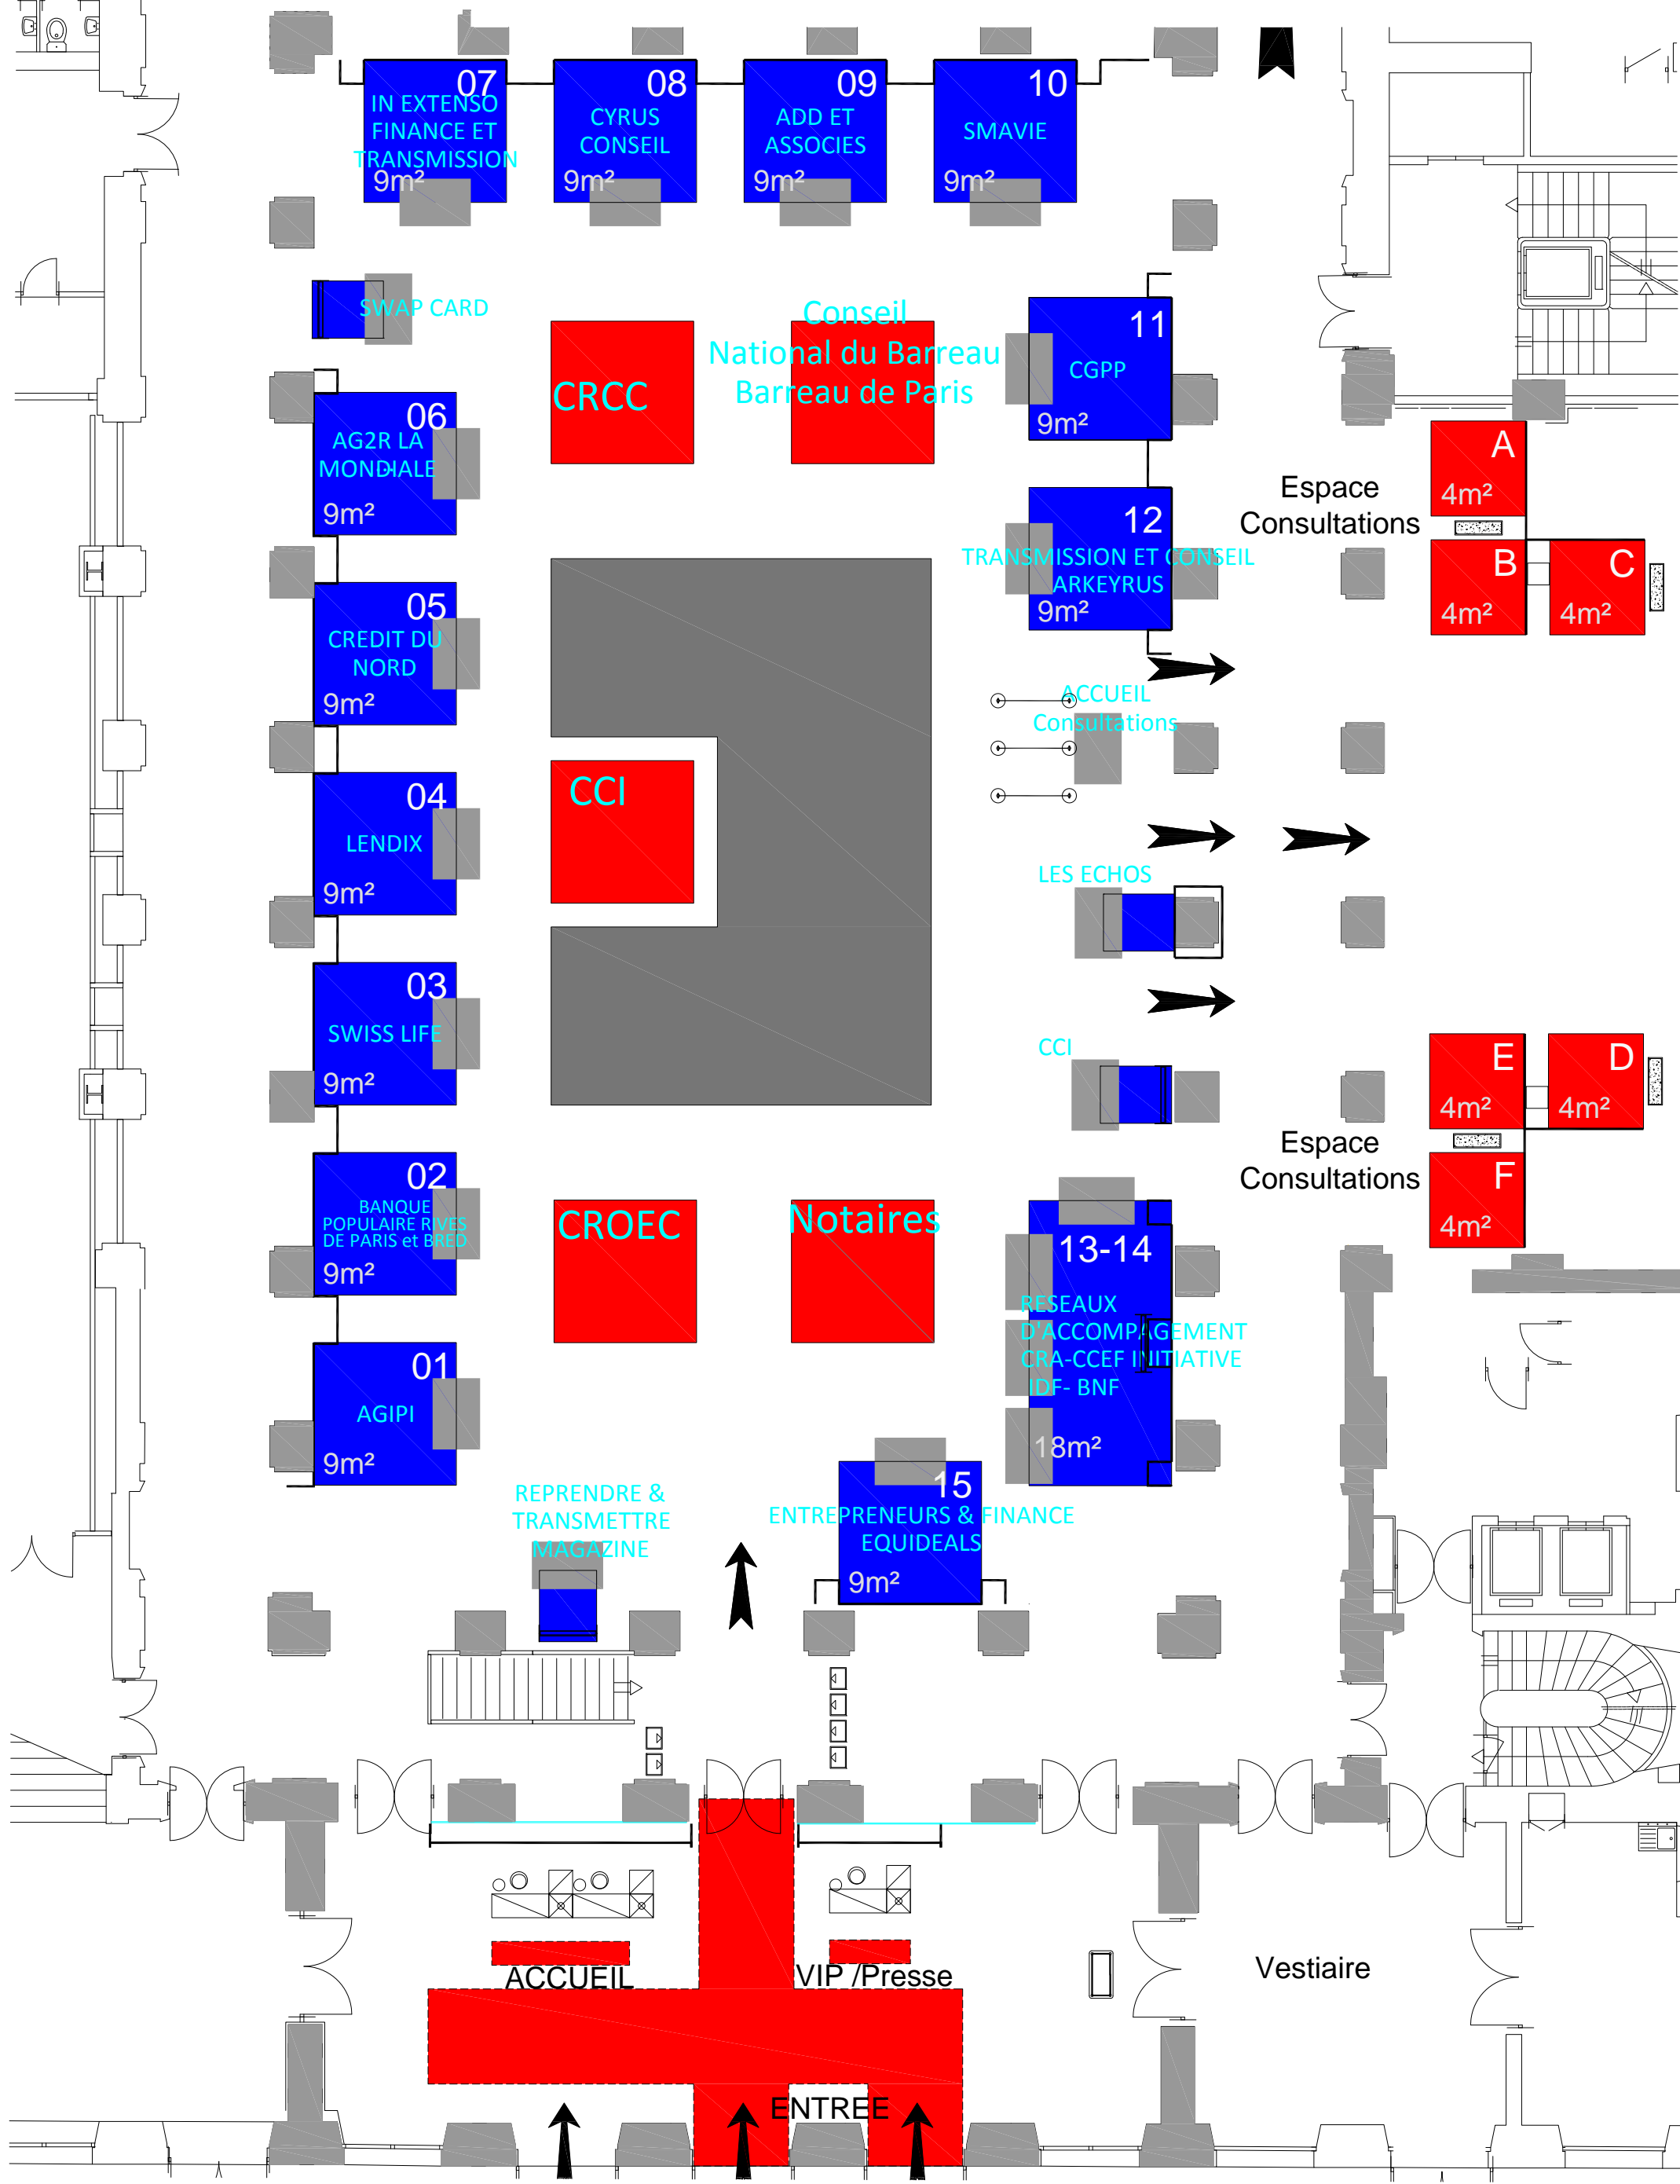 07
IN EXTENSO
FINANCE ET
TRANSMISSION
9m²
08
CYRUS
CONSEIL
9m²
09
ADD ET
ASSOCIES
9m²
10
SMAVIE
9m²
SWAP CARD
CRCC
Conseil
National du Barreau
Barreau de Paris
11
CGPP
9m²
06
AG2R LA
MONDIALE
9m²
12
TRANSMISSION ET CONSEIL
ARKEYRUS
9m²
Espace
Consultations
A
4m²
B
4m²
C
4m²
05
CREDIT DU
NORD
9m²
ACCUEIL
Consultations
04
LENDIX
9m²
CCI
LES ECHOS
03
SWISS LIFE
9m²
CCI
E
4m²
D
4m²
Espace
Consultations
F
4m²
02
BANQUE
POPULAIRE RIVES
DE PARIS et BRED
9m²
CROEC
Notaires
13-14
RESEAUX
D'ACCOMPAGEMENT
CRA-CCEF INITIATIVE
IDF- BNF
18m²
01
AGIPI
9m²
REPRENDRE &
TRANSMETTRE
MAGAZINE
15
ENTREPRENEURS & FINANCE
EQUIDEALS
9m²
ACCUEIL
VIP /Presse
Vestiaire
ENTREE